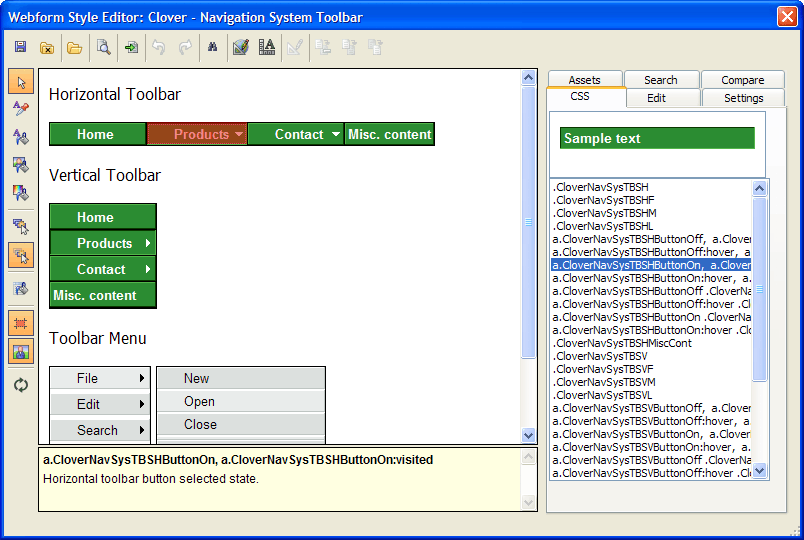 Webform Style Editor: Clover - Navigation System Toolbar
Horizontal Toolbar
Home Products Contact Misc. content
Vertical Toolbar
Home
Products
Contact
Misc. content
Toolbar Menu
File
Edit
Search
New
Open
Close
a.CloverNavSysTBSHButtonOn, a.CloverNavSysTBSHButtonOn:visited
Horizontal toolbar button selected state.
Assets Search Compare
CSS Edit Settings
Sample text
.CloverNavSysTBSH
.CloverNavSysTBSHF
.CloverNavSysTBSHM
.CloverNavSysTBSHL
a.CloverNavSysTBSHButtonOff, a.Clove
a.CloverNavSysTBSHButtonOff:hover, a
a.CloverNavSysTBSHButtonOn, a.Clover
a.CloverNavSysTBSHButtonOn:hover, a.
a.CloverNavSysTBSHButtonOff .CloverNa
a.CloverNavSysTBSHButtonOff:hover .Clo
a.CloverNavSysTBSHButtonOn .CloverNa
a.CloverNavSysTBSHButtonOn:hover .Clo
.CloverNavSysTBSHMiscCont
.CloverNavSysTBSV
.CloverNavSysTBSVF
.CloverNavSysTBSVM
.CloverNavSysTBSVL
a.CloverNavSysTBSVButtonOff, a.Clover
a.CloverNavSysTBSVButtonOff:hover, a.
a.CloverNavSysTBSVButtonOn, a.Clover
a.CloverNavSysTBSVButtonOn:hover, a.
a.CloverNavSysTBSVButtonOff .CloverNa
a.CloverNavSysTBSVButtonOff:hover .Clo